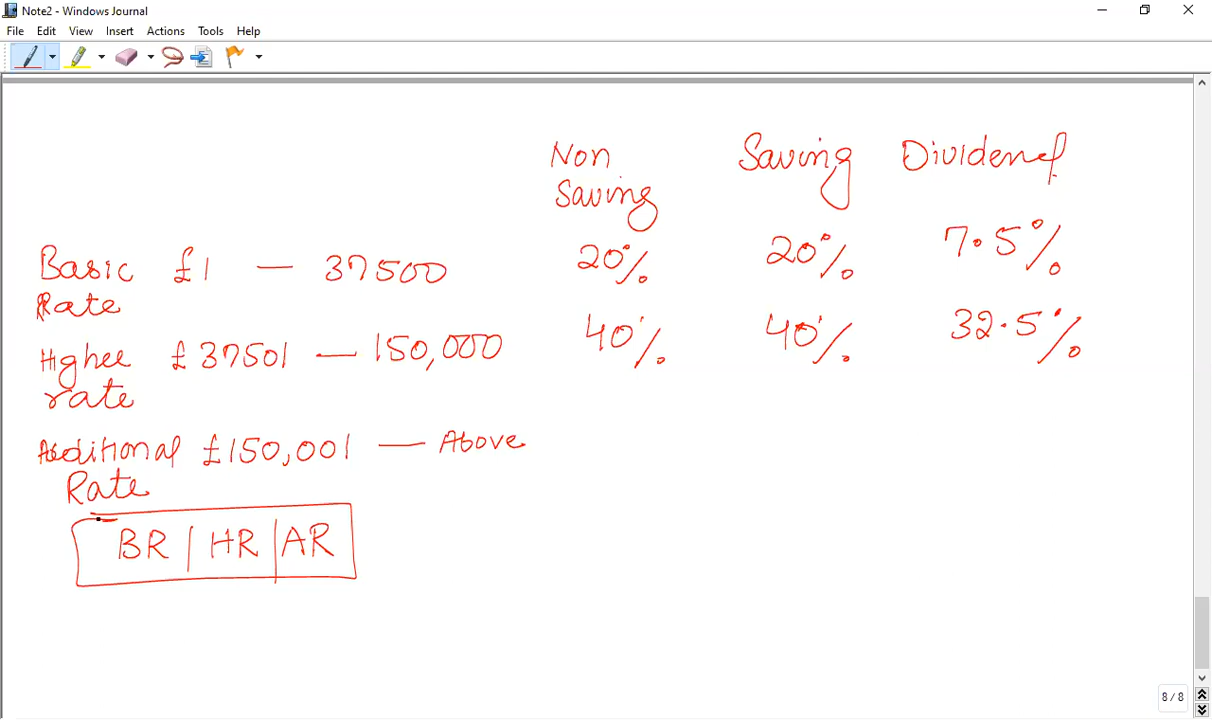 Note2 - Windows Journal
File Edit View Insert Actions Tools Help
Non Saving Dividend
Saving
Basic £1 — 37500 20% 20% 7.5%
Rate
Higher £37501 — 150,000 40% 40% 32.5%
rate
Additional £150,001 — Above
Rate
BR | HR | AR
8 / 8